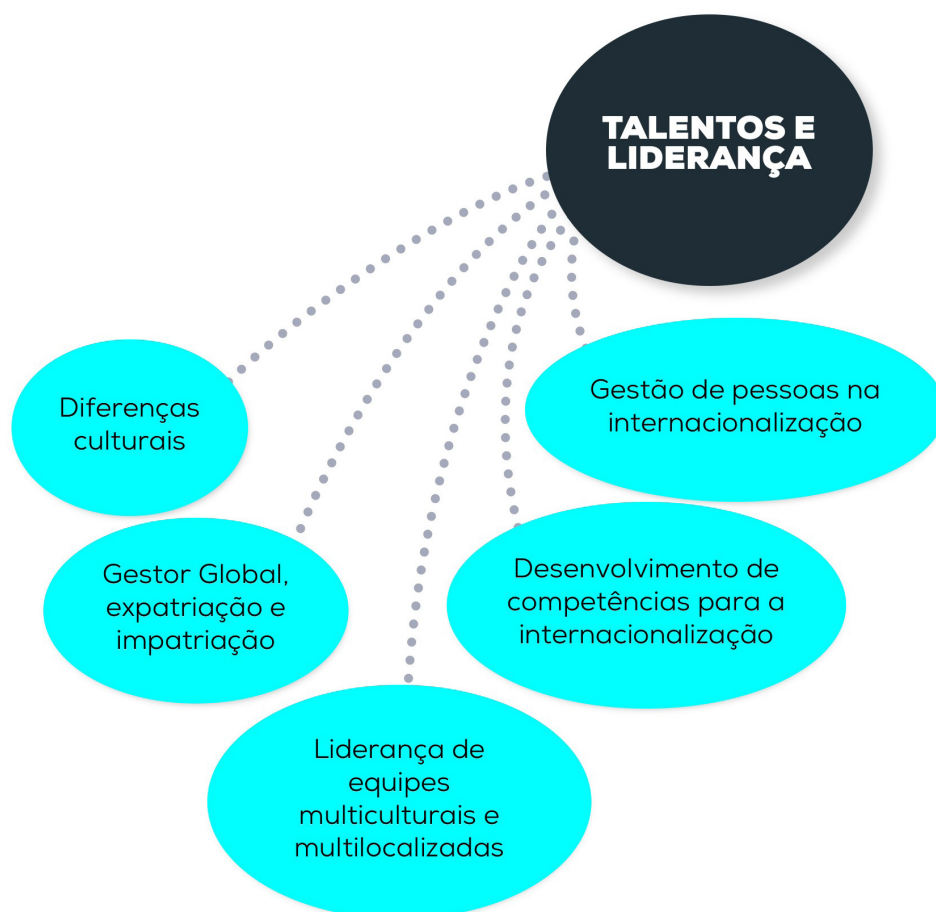 TALENTOS E
LIDERANÇA
Diferenças
culturais
Gestão de pessoas na
internacionalização
Gestor Global,
expatriação e
impatriação
Desenvolvimento de
competências para a
internacionalização
Liderança de
equipes
multiculturais e
multilocalizadas